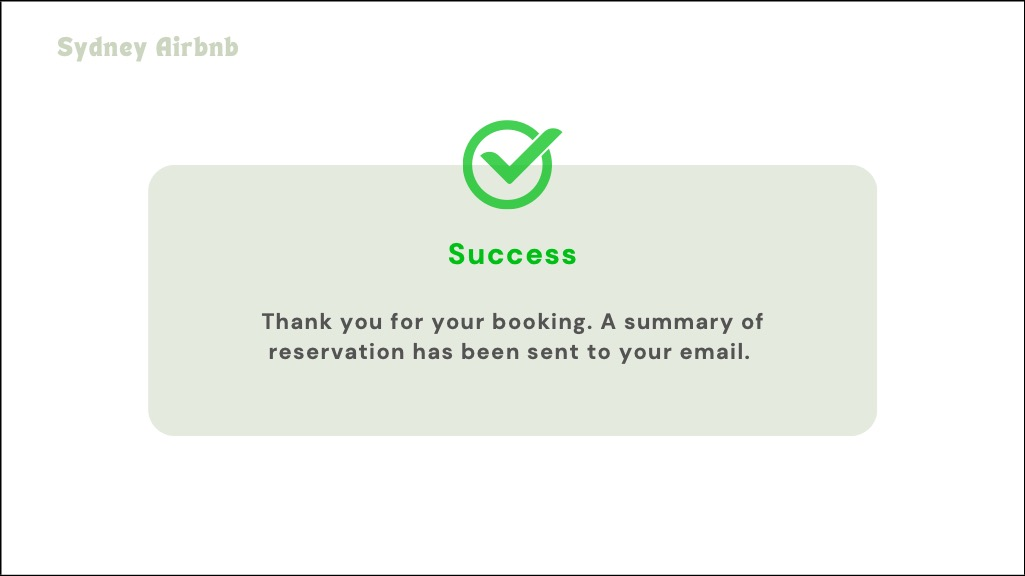 Sydney Airbnb
Success
Thank you for your booking. A summary of
reservation has been sent to your email.